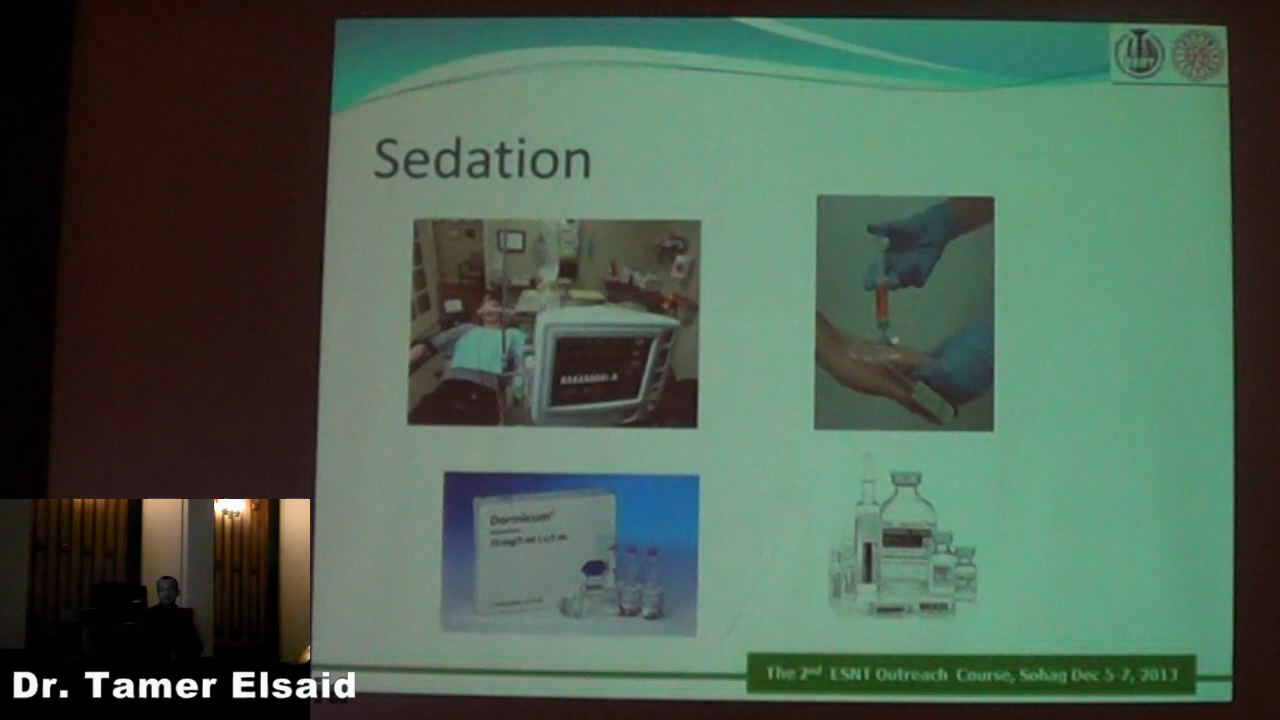 Sedation
Dormicum®
The 2nd ESNT Outreach Course, Sohag Dec 5-7, 2013
Dr. Tamer Elsaid